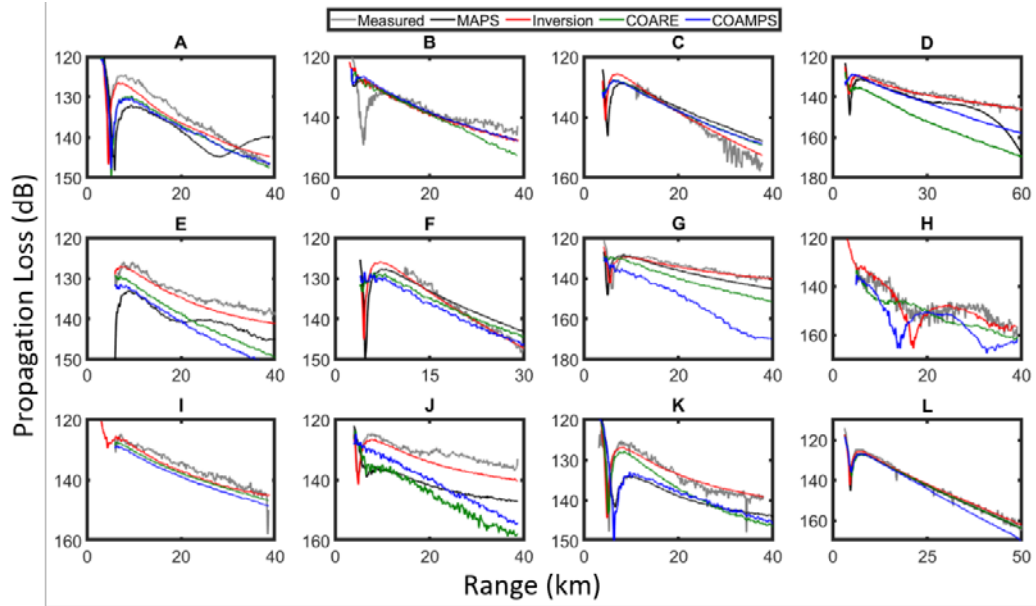 Measured MAPS Inversion COARE COAMPS
A B C D
120 120 120 120
130 140 140 140
140 160
150 160 160 180
0 20 40 0 20 40 0 20 40 0 30 60
E F G H
120 120 120 120
130 130 140 140
140 140 160 160
150 150 180
0 20 40 0 15 30 0 20 40 0 20 40
I J K L
120 120 120 120
140 140 130 140
140 160
160 160 150
0 20 40 0 20 40 0 20 40 0 25 50
Propagation Loss (dB)
Range (km)